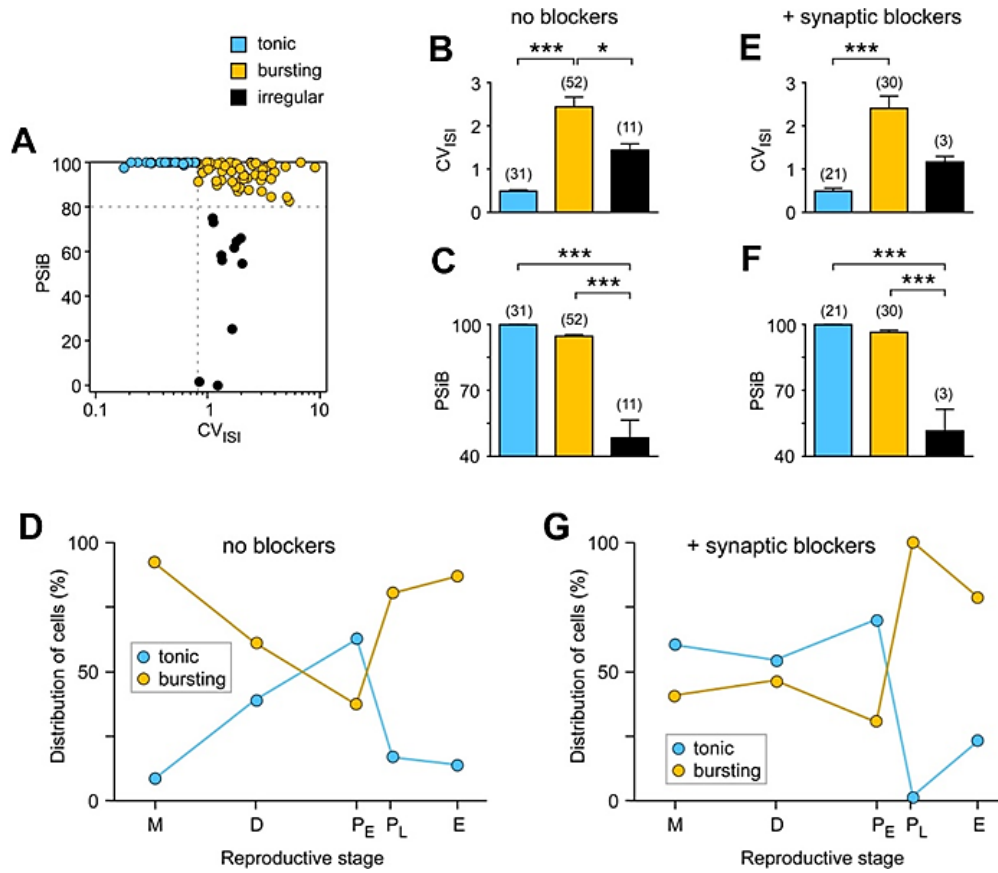 tonic
bursting
irregular
A
100
80
60
40
20
0
PSiB
0.1
1
10
CV_ISI
no blockers
B
***
*
3
2
1
0
CV_ISI
(31)
(52)
(11)
C
***
***
100
70
40
PSiB
(31)
(52)
(11)
+ synaptic blockers
E
***
3
2
1
0
CV_ISI
(21)
(30)
(3)
F
***
***
100
70
40
PSiB
(21)
(30)
(3)
D
no blockers
100
50
0
Distribution of cells (%)
tonic
bursting
M
D
P_E
P_L
E
Reproductive stage
G
+ synaptic blockers
100
50
0
Distribution of cells (%)
tonic
bursting
M
D
P_E
P_L
E
Reproductive stage